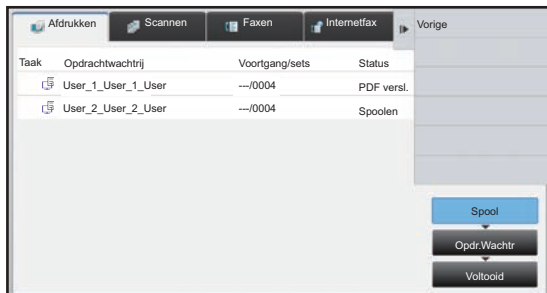 Afdrukken Scannen Faxen Internetfax Vorige
Taak Opdrachtwachtrij Voortgang/sets Status
User_1_User_1_User ---/0004 PDF versl.
User_2_User_2_User ---/0004 Spoolen
Spool
Opdr.Wachtr
Voltooid